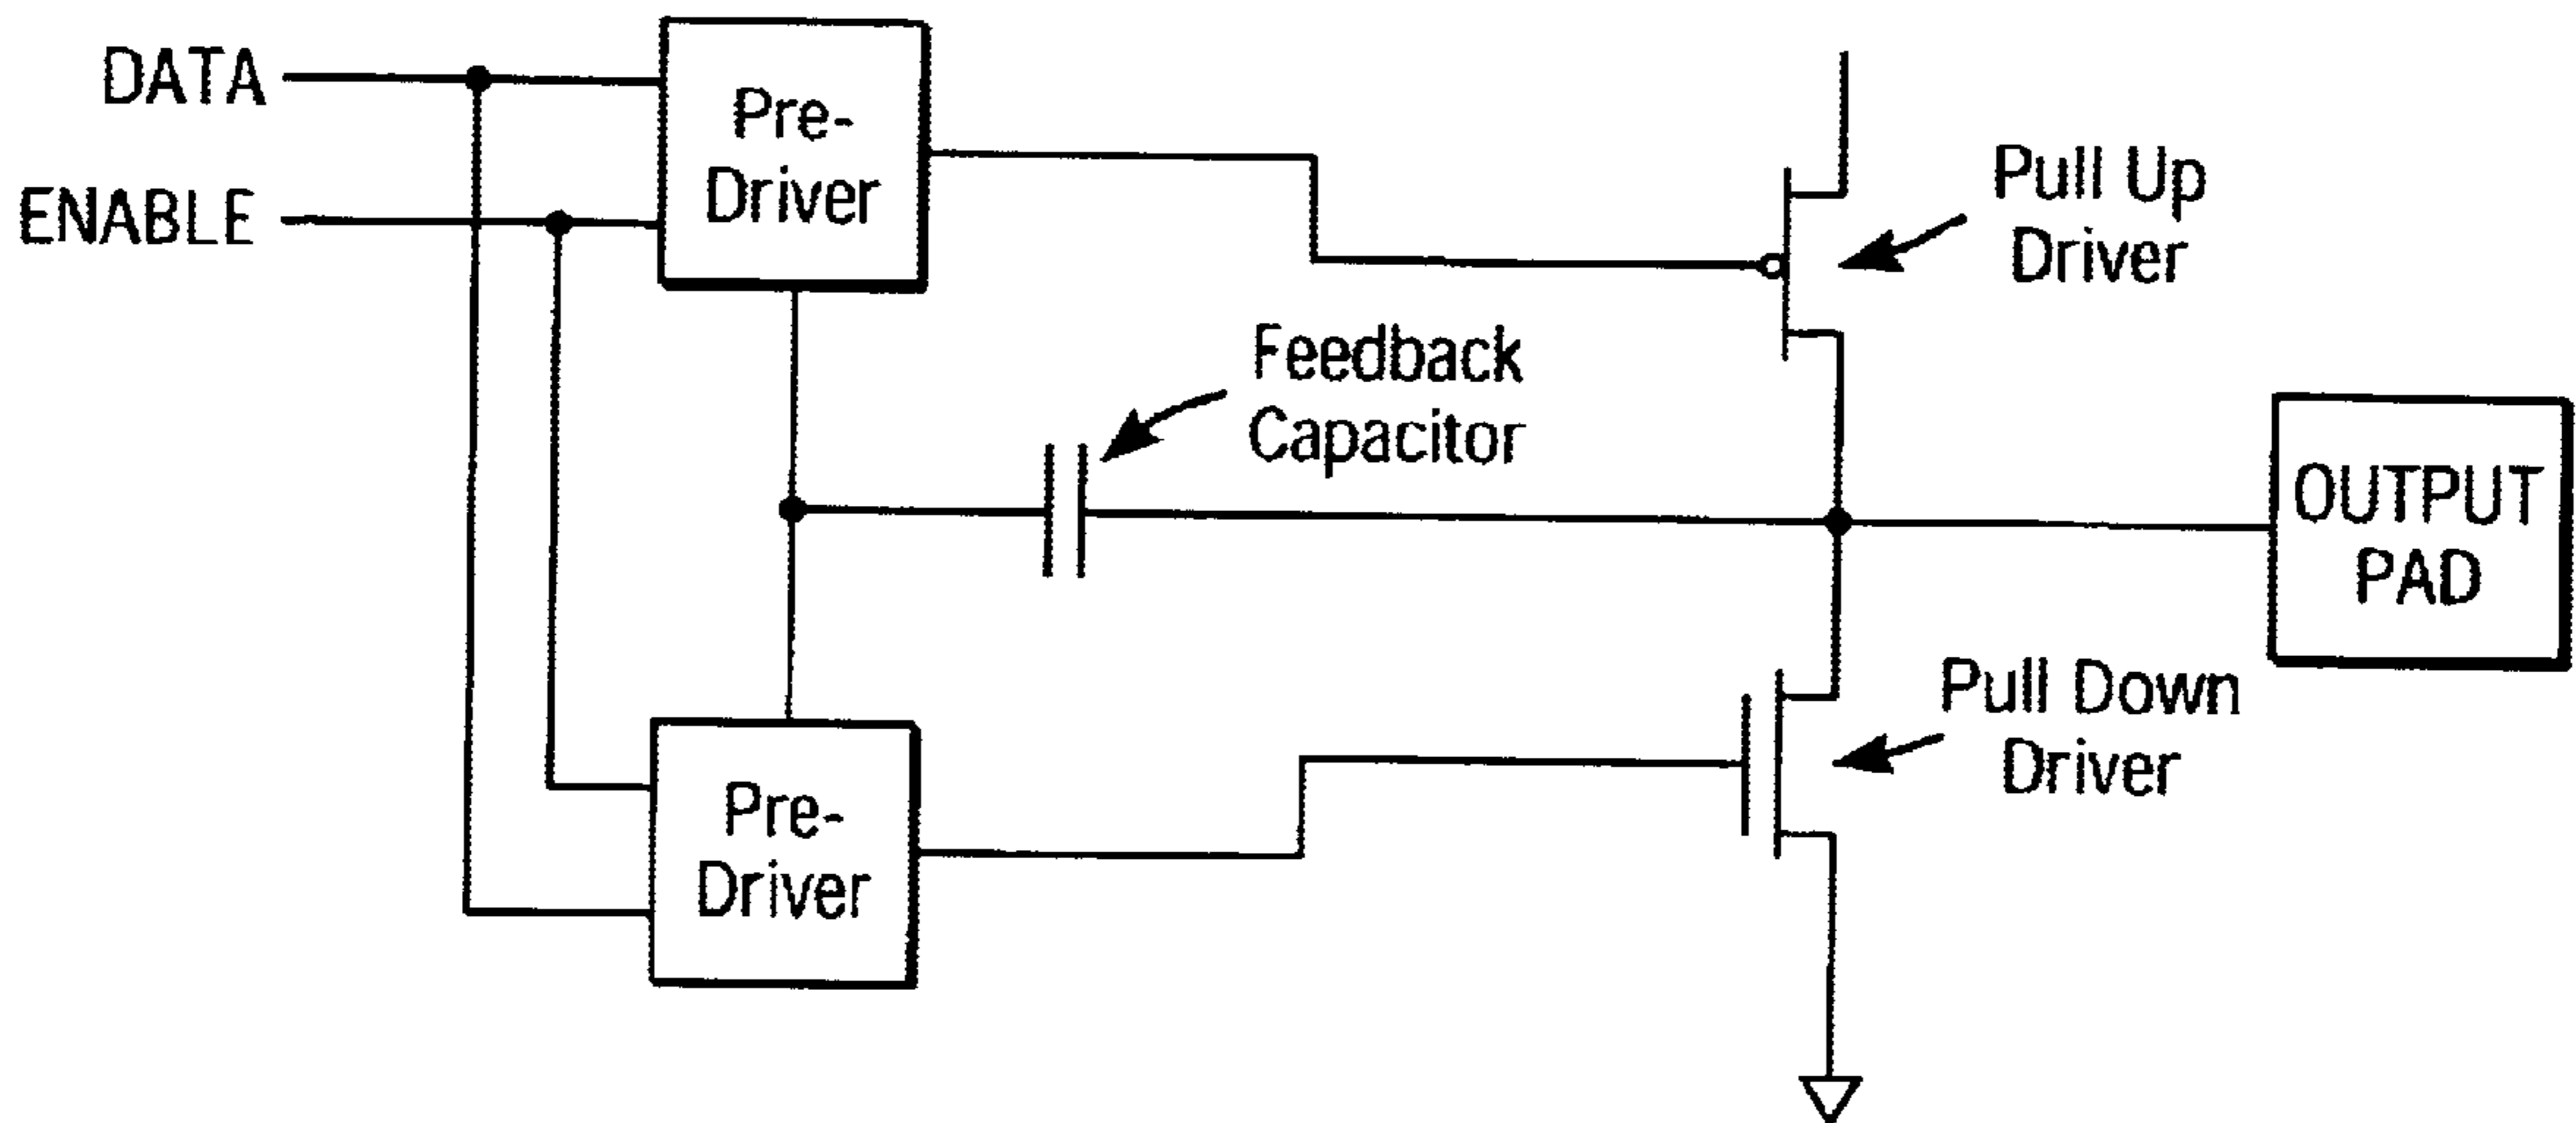 DATA
ENABLE
Pre-
Driver
Pull Up
Driver
Feedback
Capacitor
OUTPUT
PAD
Pull Down
Driver
Pre-
Driver